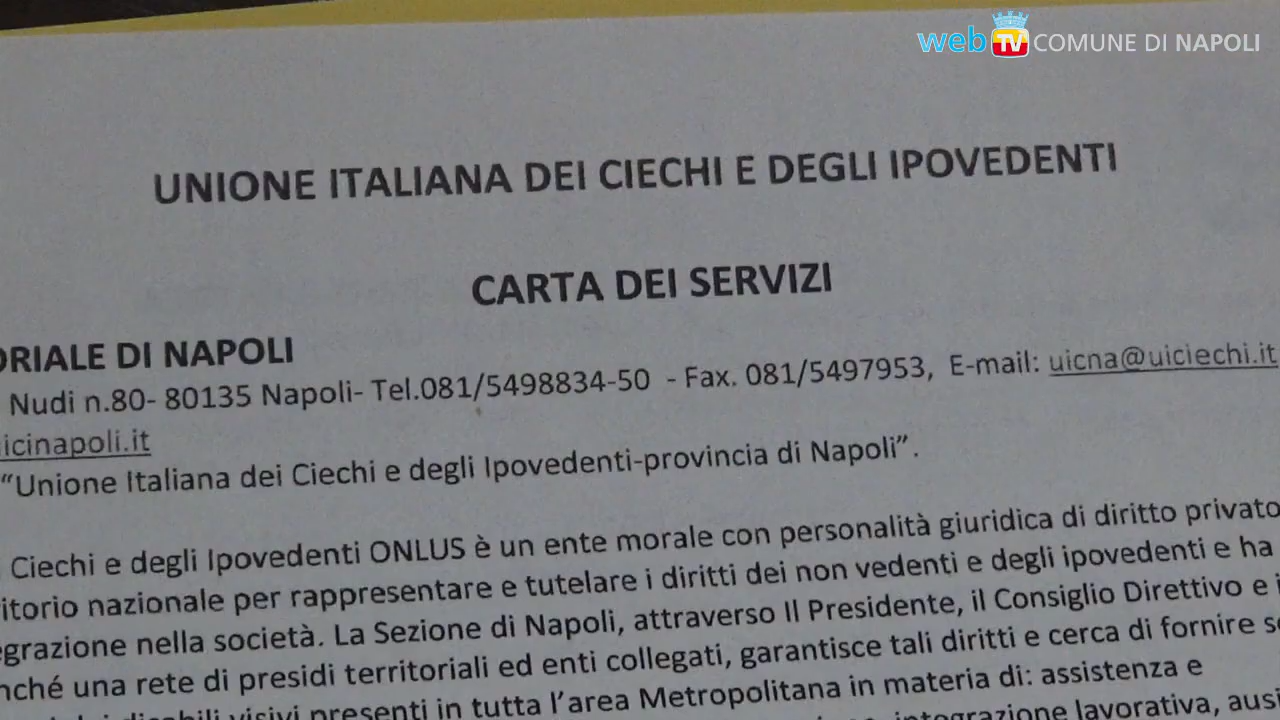 web TV COMUNE DI NAPOLI
UNIONE ITALIANA DEI CIECHI E DEGLI IPOVEDENTI
CARTA DEI SERVIZI
ORIALE DI NAPOLI
Nudi n.80- 80135 Napoli- Tel.081/5498834-50 - Fax. 081/5497953, E-mail: uicna@uiciechi.it
icinapoli.it
“Unione Italiana dei Ciechi e degli Ipovedenti-provincia di Napoli”.
Ciechi e degli Ipovedenti ONLUS è un ente morale con personalità giuridica di diritto privato
itorio nazionale per rappresentare e tutelare i diritti dei non vedenti e degli ipovedenti e ha
egrazione nella società. La Sezione di Napoli, attraverso Il Presidente, il Consiglio Direttivo e i
nché una rete di presidi territoriali ed enti collegati, garantisce tali diritti e cerca di fornire se
visivi presenti in tutta l’area Metropolitana in materia di: assistenza e
integrazione lavorativa, ausi